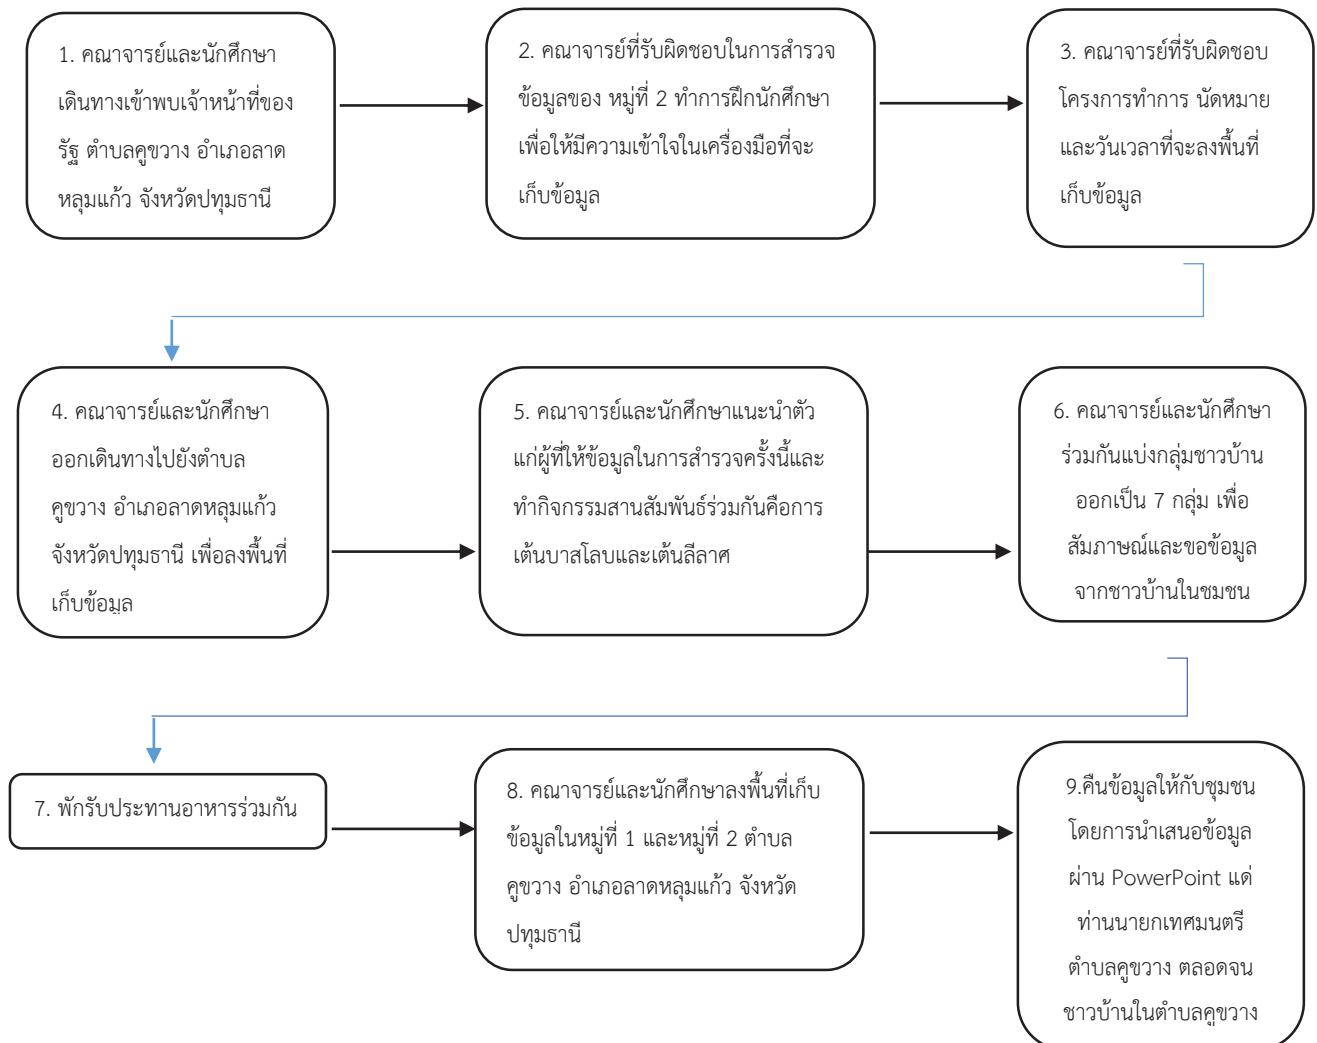 1. คณาจารย์และนักศึกษา
เดินทางเข้าพบเจ้าหน้าที่ของ
รัฐ ตำบลคูขวาง อำเภอลาด
หลุมแก้ว จังหวัดปทุมธานี
2. คณาจารย์ที่รับผิดชอบในการสำรวจ
ข้อมูลของ หมู่ที่ 2 ทำการฝึกนักศึกษา
เพื่อให้มีความเข้าใจในเครื่องมือที่จะ
เก็บข้อมูล
3. คณาจารย์ที่รับผิดชอบ
โครงการทำการ นัดหมาย
และวันเวลาที่จะลงพื้นที่
เก็บข้อมูล
4. คณาจารย์และนักศึกษา
ออกเดินทางไปยังตำบล
คูขวาง อำเภอลาดหลุมแก้ว
จังหวัดปทุมธานี เพื่อลงพื้นที่
เก็บข้อมูล
5. คณาจารย์และนักศึกษาแนะนำตัว
แก่ผู้ที่ให้ข้อมูลในการสำรวจครั้งนี้และ
ทำกิจกรรมสานสัมพันธ์ร่วมกันคือการ
เต้นบาสโลบและเต้นลีลาศ
6. คณาจารย์และนักศึกษา
ร่วมกันแบ่งกลุ่มชาวบ้าน
ออกเป็น 7 กลุ่ม เพื่อ
สัมภาษณ์และขอข้อมูล
จากชาวบ้านในชมชน
7. พักรับประทานอาหารร่วมกัน
8. คณาจารย์และนักศึกษาลงพื้นที่เก็บ
ข้อมูลในหมู่ที่ 1 และหมู่ที่ 2 ตำบล
คูขวาง อำเภอลาดหลุมแก้ว จังหวัด
ปทุมธานี
9.คืนข้อมูลให้กับชุมชน
โดยการนำเสนอข้อมูล
ผ่าน PowerPoint แด่
ท่านนายกเทศมนตรี
ตำบลคูขวาง ตลอดจน
ชาวบ้านในตำบลคูขวาง